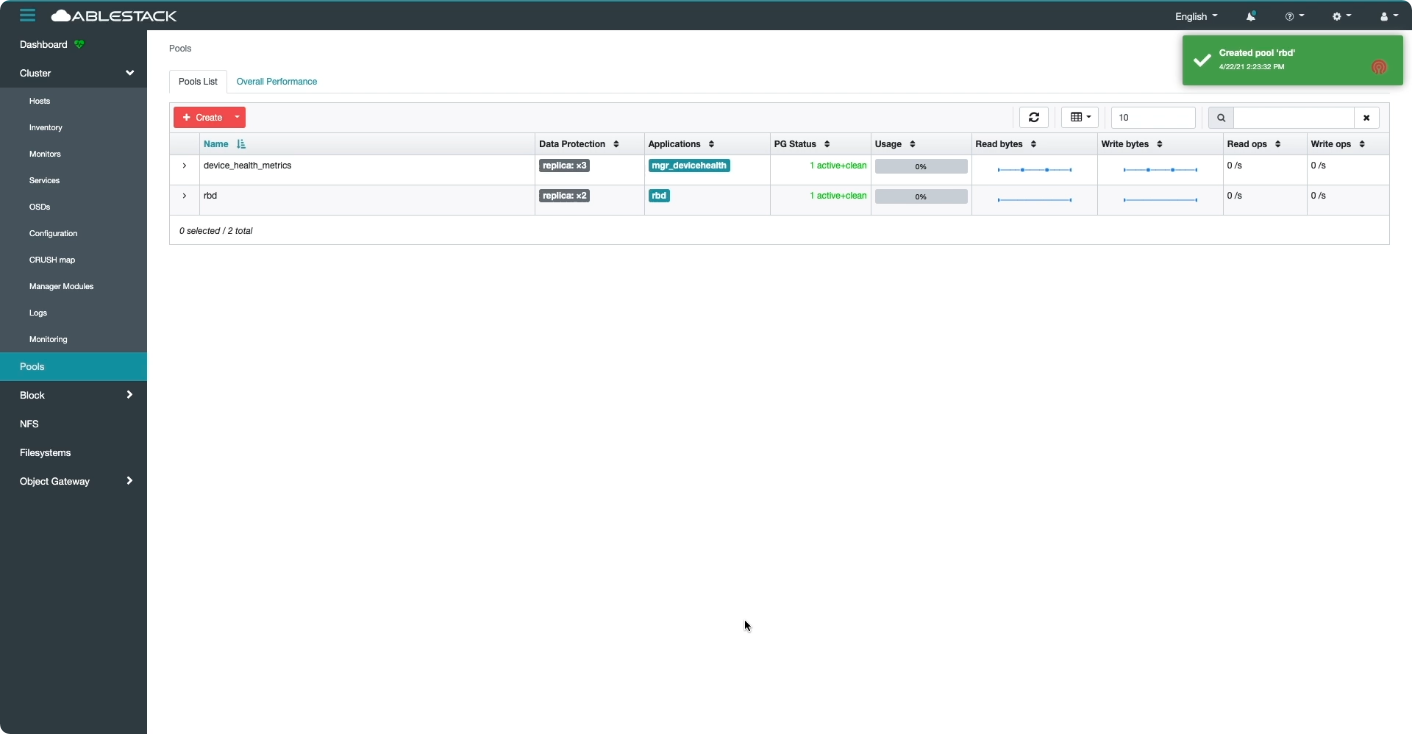 ABLESTACK
English
Dashboard
Cluster
Hosts
Inventory
Monitors
Services
OSDs
Configuration
CRUSH map
Manager Modules
Logs
Monitoring
Pools
Block
NFS
Filesystems
Object Gateway
Pools
Created pool 'rbd'
4/22/21 2:23:32 PM
Pools List Overall Performance
Create 10
Name Data Protection Applications PG Status Usage Read bytes Write bytes Read ops Write ops
device_health_metrics replica: ×3 mgr_devicehealth 1 active+clean 0% 0 /s 0 /s
rbd replica: ×2 rbd 1 active+clean 0% 0 /s 0 /s
0 selected / 2 total